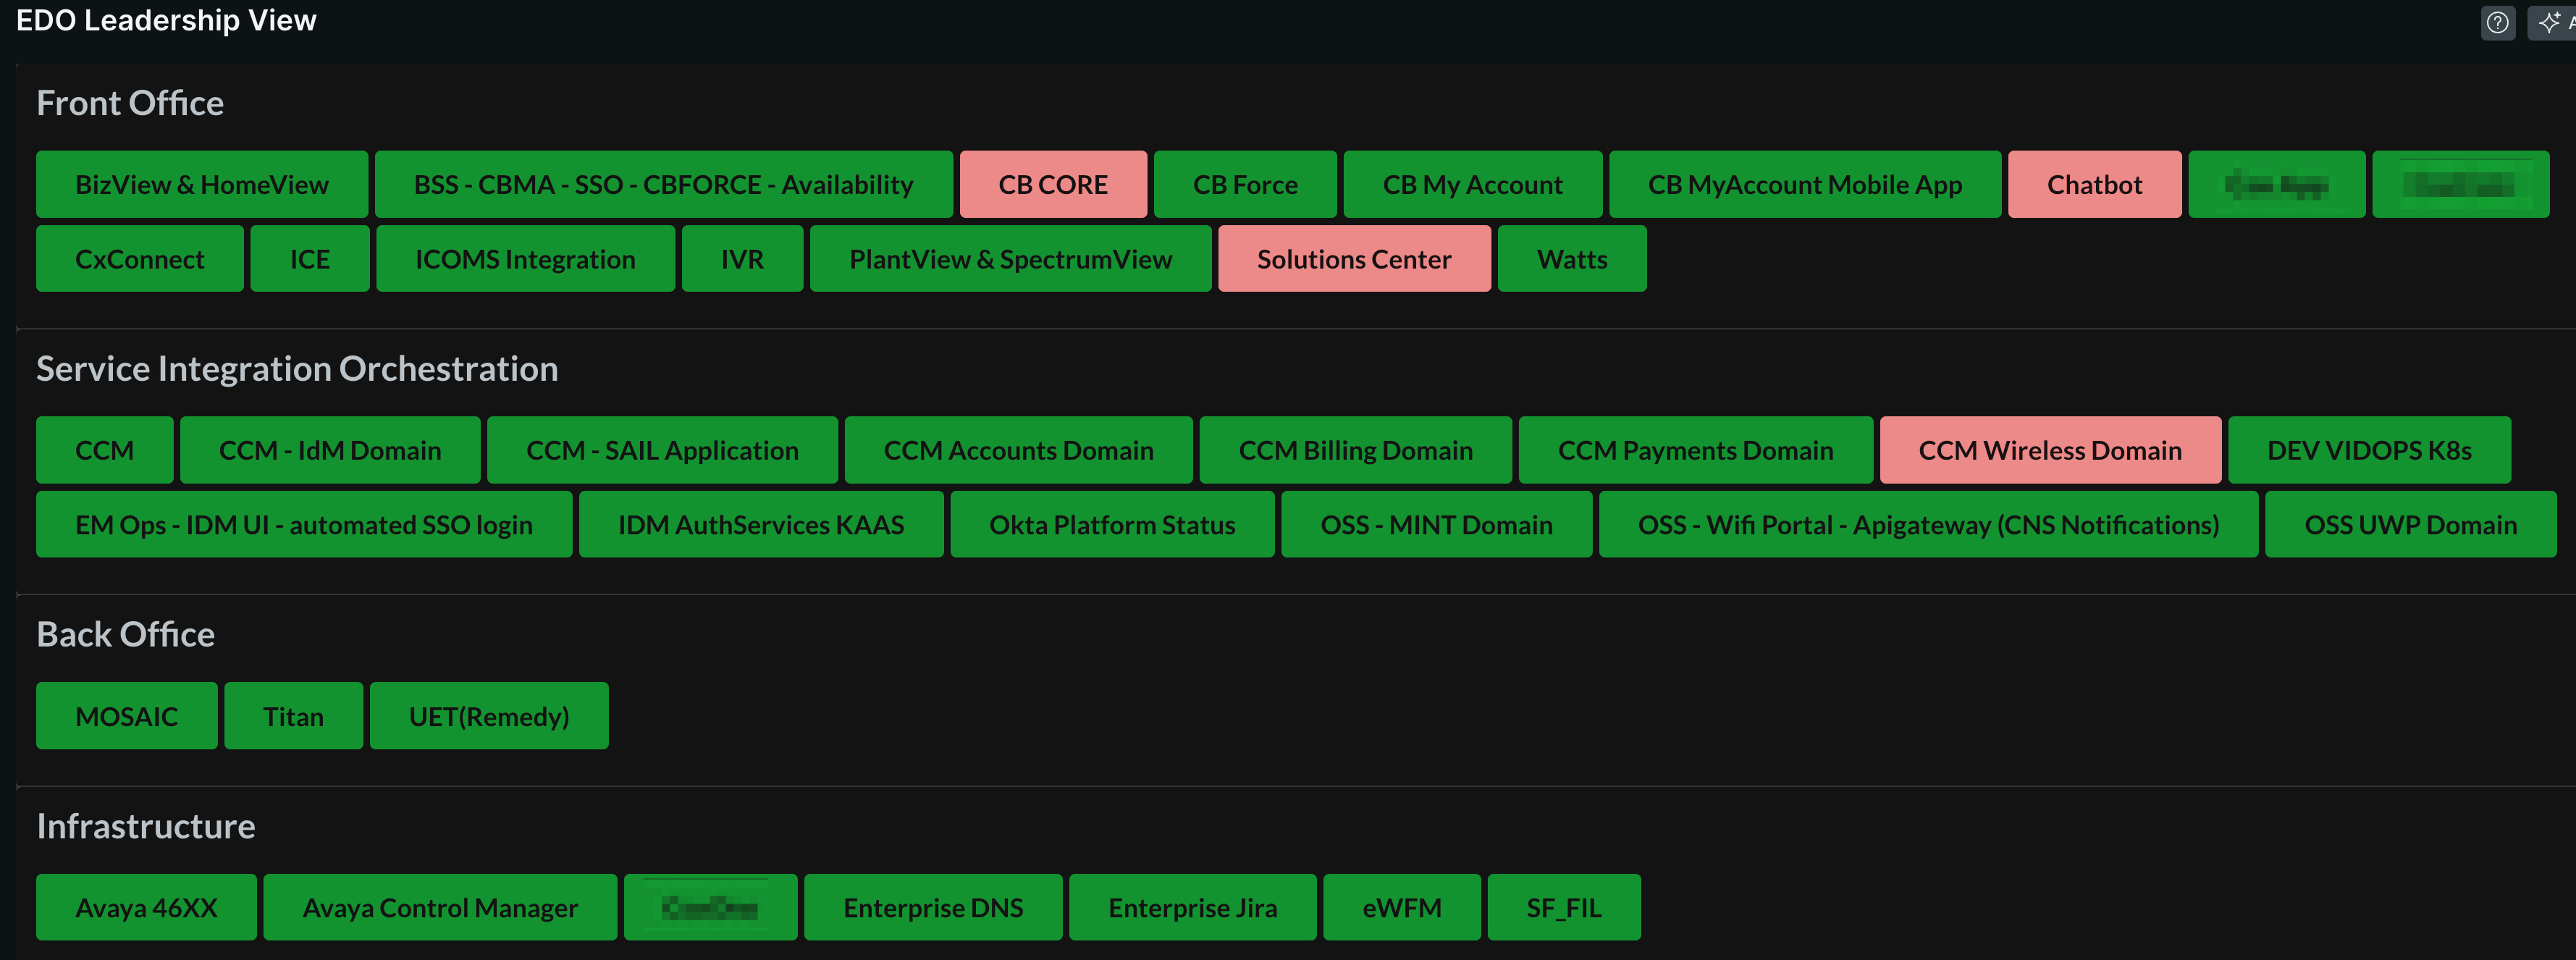 EDO Leadership View
A
Front Office
BizView & HomeView BSS - CBMA - SSO - CBFORCE - Availability CB CORE CB Force CB My Account CB MyAccount Mobile App Chatbot
CxConnect ICE ICOMS Integration IVR PlantView & SpectrumView Solutions Center Watts
Service Integration Orchestration
CCM CCM - IdM Domain CCM - SAIL Application CCM Accounts Domain CCM Billing Domain CCM Payments Domain CCM Wireless Domain DEV VIDOPS K8s
EM Ops - IDM UI - automated SSO login IDM AuthServices KAAS Okta Platform Status OSS - MINT Domain OSS - Wifi Portal - Apigateway (CNS Notifications) OSS UWP Domain
Back Office
MOSAIC Titan UET(Remedy)
Infrastructure
Avaya 46XX Avaya Control Manager Enterprise DNS Enterprise Jira eWFM SF_FIL